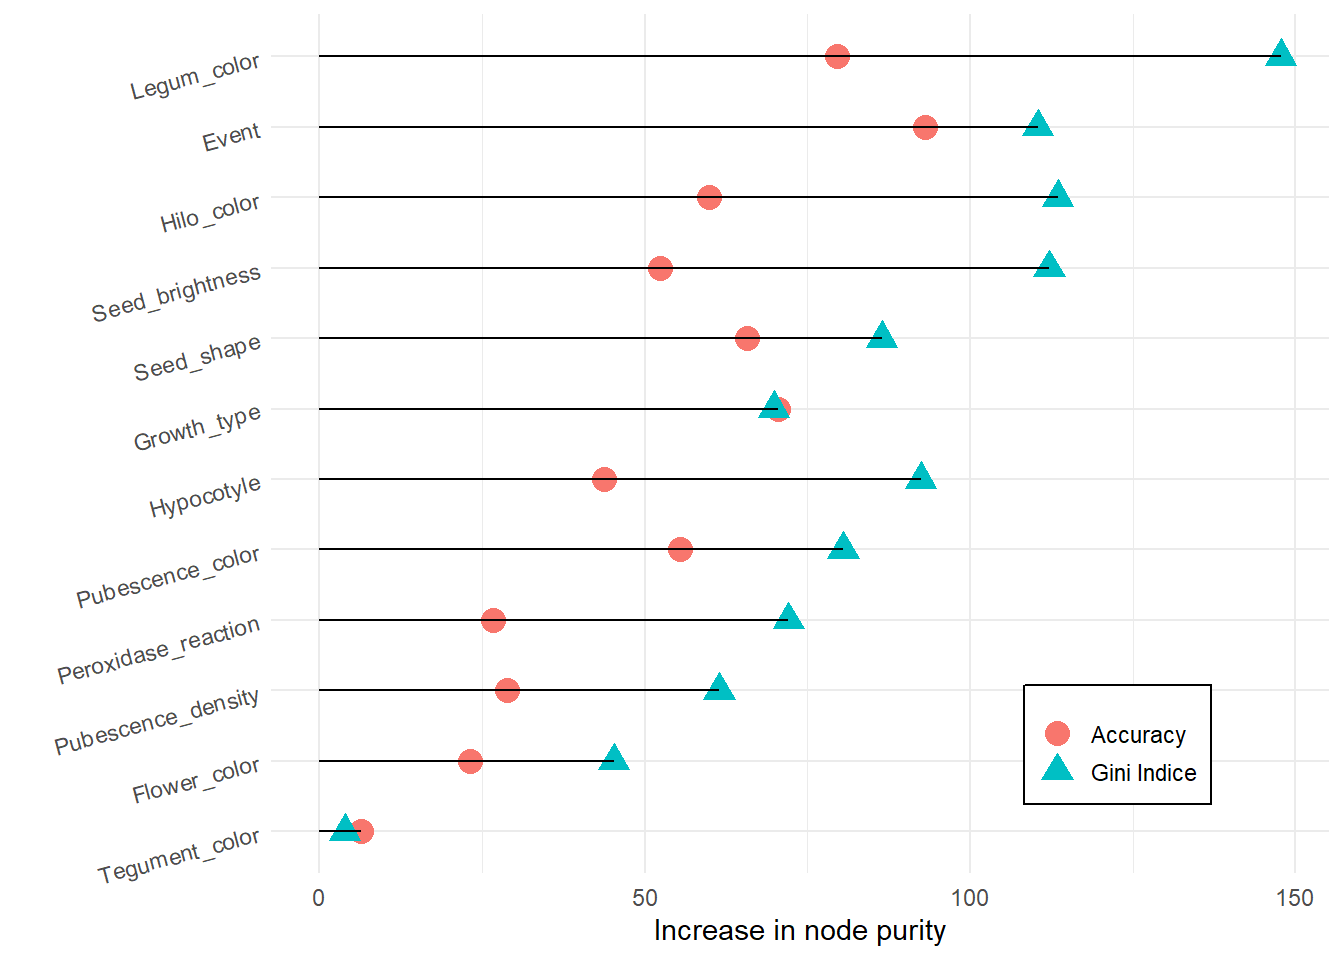 Legum_color
Event
Hilo_color
Seed_brightness
Seed_shape
Growth_type
Hypocotyle
Pubescence_color
Peroxidase_reaction
Pubescence_density
Flower_color
Tegument_color
Accuracy
Gini Indice
0 50 100 150
Increase in node purity